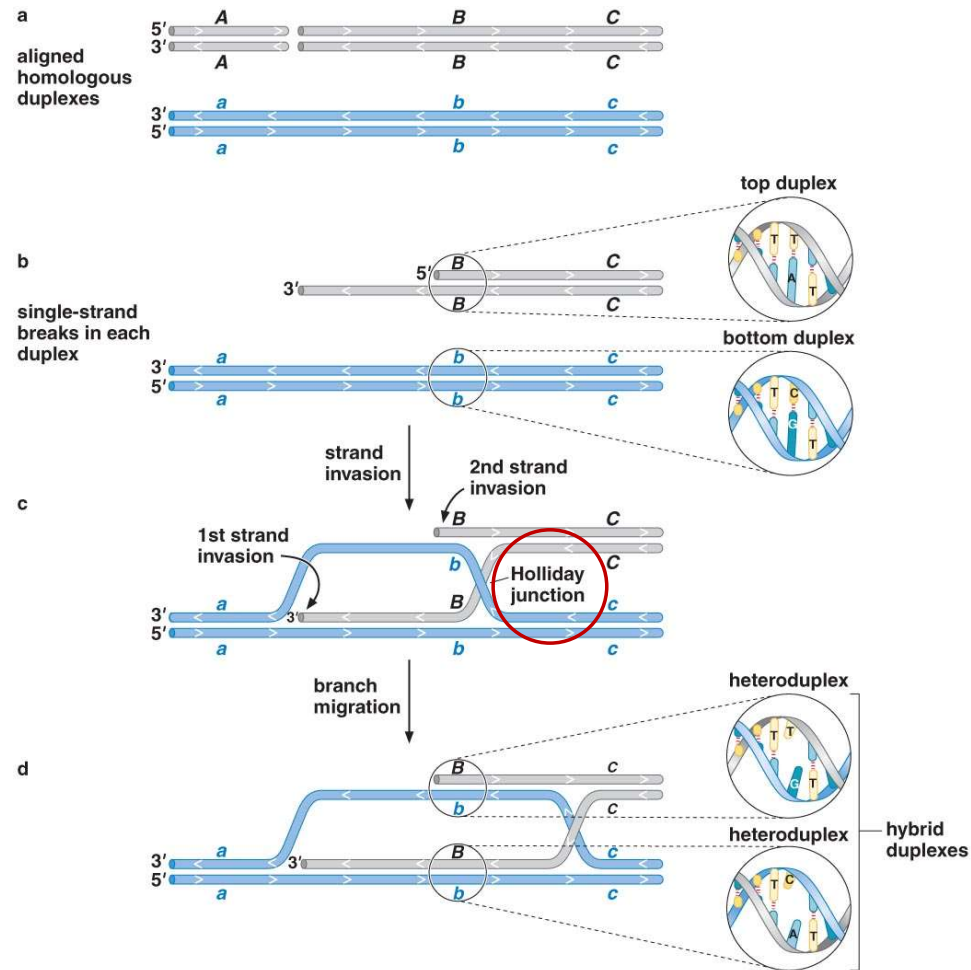 a
A B C
5′
3′
A B C
aligned
homologous
duplexes
a b c
3′
5′
a b c
top duplex
T T
A T
b
5′ B C
3′
B C
single-strand
breaks in each
duplex
bottom duplex
a b c
3′
5′
a b c
T C
G T
strand
invasion
2nd strand
invasion
c
B C
1st strand
invasion
C
b
Holliday
junction
a B c
3′ 3′
5′
a b c
branch
migration
heteroduplex
T T
G T
d
B C
b C
hybrid
duplexes
heteroduplex
a B c
3′ 3′
5′
a b c
T C
A T